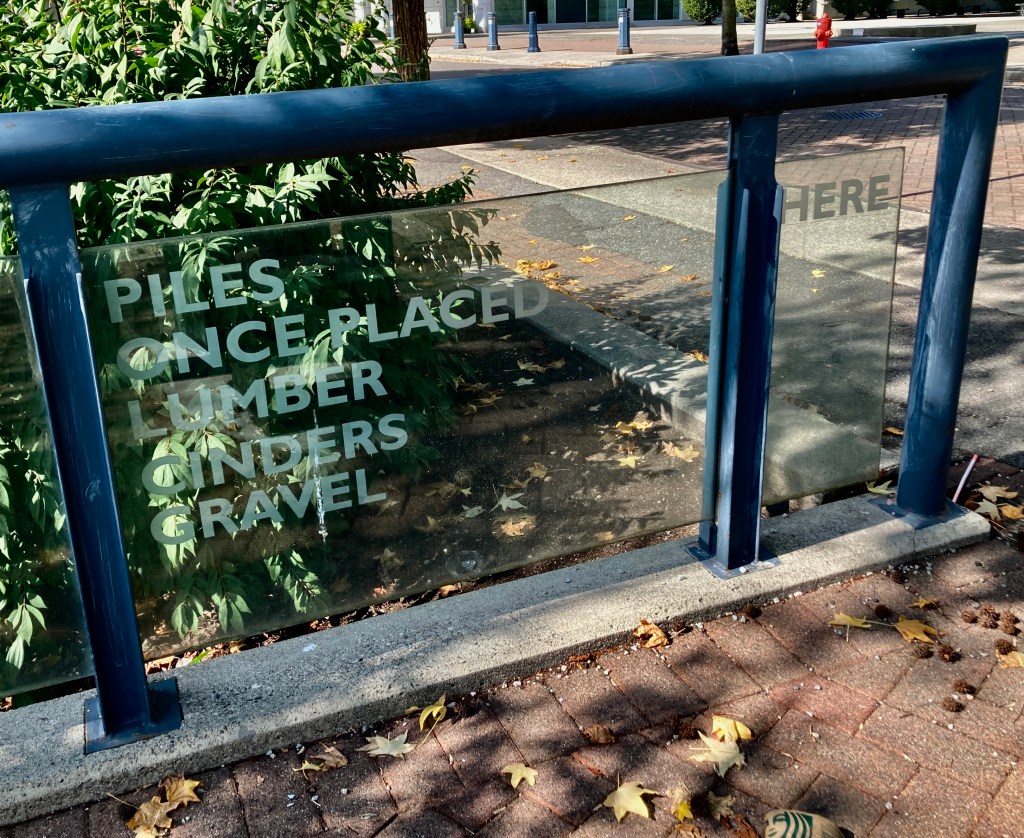 PILES
ONCE PLACED HERE
LUMBER
CINDERS
GRAVEL